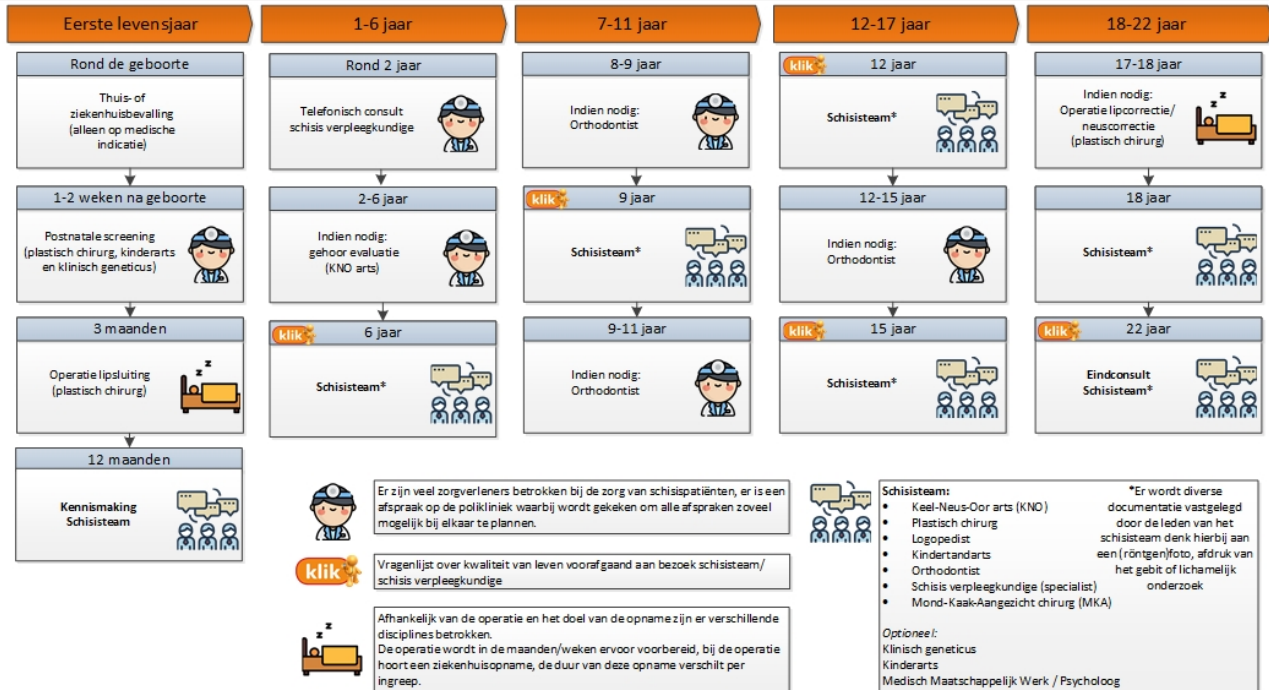 Eerste levensjaar
1-6 jaar
7-11 jaar
12-17 jaar
18-22 jaar
Rond de geboorte
Thuis- of
ziekenhuisbevalling
(alleen op medische
indicatie)
1-2 weken na geboorte
Postnatale screening
(plastisch chirurg, kinderarts
en klinisch geneticus)
3 maanden
Operatie lipsluiting
(plastisch chirurg)
12 maanden
Kennismaking
Schisisteam
Rond 2 jaar
Telefonisch consult
schisis verpleegkundige
2-6 jaar
Indien nodig:
gehoor evaluatie
(KNO arts)
klik
6 jaar
Schisisteam*
8-9 jaar
Indien nodig:
Orthodontist
klik
9 jaar
Schisisteam*
9-11 jaar
Indien nodig:
Orthodontist
klik
12 jaar
Schisisteam*
12-15 jaar
Indien nodig:
Orthodontist
klik
15 jaar
Schisisteam*
17-18 jaar
Indien nodig:
Operatie lipcorrectie/
neuscorrectie
(plastisch chirurg)
18 jaar
Schisisteam*
klik
22 jaar
Eindconsult
Schisisteam*
Er zijn veel zorgverleners betrokken bij de zorg van schisispatiënten, er is een
afspraak op de polikliniek waarbij wordt gekeken om alle afspraken zoveel
mogelijk bij elkaar te plannen.
klik
Vragenlijst over kwaliteit van leven voorafgaand aan bezoek schisisteam/
schisis verpleegkundige
z
z
Afhankelijk van de operatie en het doel van de opname zijn er verschillende
disciplines betrokken.
De operatie wordt in de maanden/weken ervoor voorbereid, bij de operatie
hoort een ziekenhuisopname, de duur van deze opname verschilt per
ingreep.
Schisisteam:
• Keel-Neus-Oor arts (KNO)
• Plastisch chirurg
• Logopedist
• Kindertandarts
• Orthodontist
• Schisis verpleegkundige (specialist)
• Mond-Kaak-Aangezicht chirurg (MKA)
Optioneel:
Klinisch geneticus
Kinderarts
Medisch Maatschappelijk Werk / Psycholoog
*Er wordt diverse
documentatie vastgelegd
door de leden van het
schisisteam denk hierbij aan
een (röntgen)foto, afdruk van
het gebit of lichamelijk
onderzoek